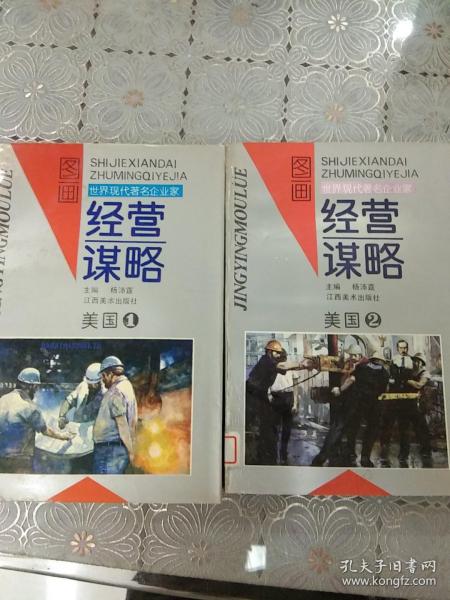 图画
SHIJIEXIANDAI
ZHUMINGQIYEJIA
世界现代著名企业家
经营
谋略
主编 杨沛霆
江西美术出版社
美国1
图画
SHIJIEXIANDAI
ZHUMINGQIYEJIA
世界现代著名企业家
JINGYINGMOULUE
经营
谋略
主编 杨沛霆
江西美术出版社
美国2
孔夫子旧书网
www.kongfz.com